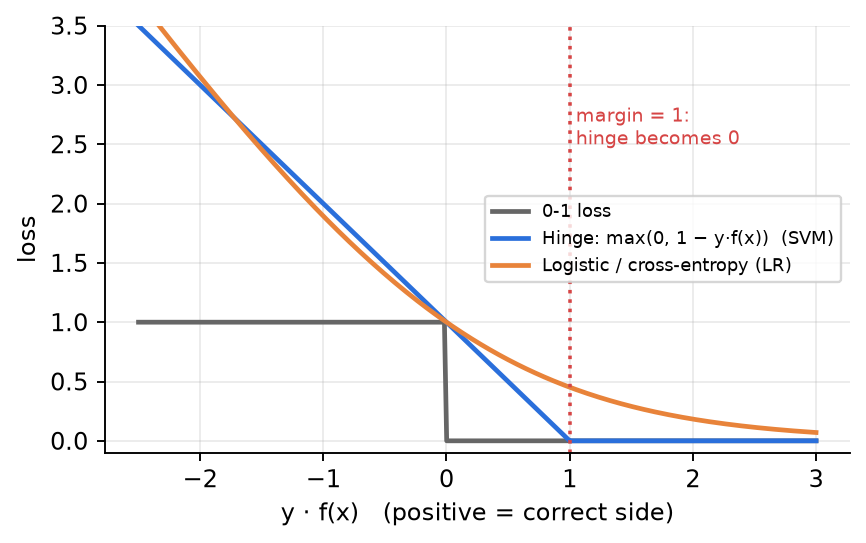 3.5
3.0
2.5
2.0
1.5
1.0
0.5
0.0
loss
margin = 1:
hinge becomes 0
0-1 loss
Hinge: max(0, 1 − y·f(x))  (SVM)
Logistic / cross-entropy (LR)
−2 −1 0 1 2 3
y · f(x)   (positive = correct side)